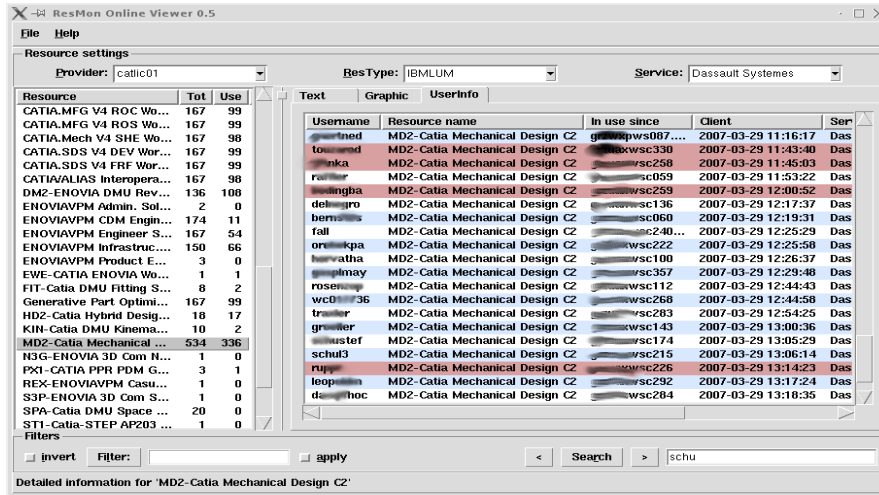 ResMon Online Viewer 0.5
File Help
Resource settings
Provider: catlic01 ResType: IBMLUM Service: Dassault Systemes
Resource Tot Use
CATIA.MFG V4 ROC Wo... 167 99
CATIA.MFG V4 ROS Wo... 167 99
CATIA.Mech V4 SHE Wo... 167 98
CATIA.SDS V4 DEV Wor... 167 99
CATIA.SDS V4 FRF Wor... 167 99
CATIA/ALIAS Interopera... 167 98
DM2-ENOVIA DMU Rev... 136 108
ENOVIAVPM Admin. Sol... 2 0
ENOVIAVPM CDM Engin... 174 11
ENOVIAVPM Engineer S... 167 54
ENOVIAVPM Infrastruc.... 150 66
ENOVIAVPM Product E... 3 0
EWE-CATIA ENOVIA Wo... 1 1
FIT-Catia DMU Fitting S... 8 2
Generative Part Optimi... 167 99
HD2-Catia Hybrid Desig... 18 17
KIN-Catia DMU Kinema... 10 2
MD2-Catia Mechanical ... 534 336
N3G-ENOVIA 3D Com N... 1 0
PX1-CATIA PPR PDM G... 3 1
REX-ENOVIAVPM Casu... 1 0
S3P-ENOVIA 3D Com S... 1 0
SPA-Catia DMU Space ... 20 0
ST1-Catia-STEP AP203 ... 1 0
Text Graphic UserInfo
Username Resource name In use since Client Ser
MD2-Catia Mechanical Design C2 2007-03-29 11:16:17 Das
MD2-Catia Mechanical Design C2 2007-03-29 11:43:40 Das
MD2-Catia Mechanical Design C2 2007-03-29 11:45:03 Das
MD2-Catia Mechanical Design C2 2007-03-29 11:53:22 Das
MD2-Catia Mechanical Design C2 2007-03-29 12:00:52 Das
MD2-Catia Mechanical Design C2 2007-03-29 12:17:37 Das
MD2-Catia Mechanical Design C2 2007-03-29 12:19:31 Das
fall MD2-Catia Mechanical Design C2 2007-03-29 12:25:29 Das
MD2-Catia Mechanical Design C2 2007-03-29 12:25:58 Das
MD2-Catia Mechanical Design C2 2007-03-29 12:26:37 Das
MD2-Catia Mechanical Design C2 2007-03-29 12:29:48 Das
MD2-Catia Mechanical Design C2 2007-03-29 12:44:43 Das
MD2-Catia Mechanical Design C2 2007-03-29 12:44:58 Das
MD2-Catia Mechanical Design C2 2007-03-29 12:54:25 Das
MD2-Catia Mechanical Design C2 2007-03-29 13:00:36 Das
MD2-Catia Mechanical Design C2 2007-03-29 13:05:29 Das
schul3 MD2-Catia Mechanical Design C2 2007-03-29 13:06:14 Das
MD2-Catia Mechanical Design C2 2007-03-29 13:14:23 Das
MD2-Catia Mechanical Design C2 2007-03-29 13:17:24 Das
MD2-Catia Mechanical Design C2 2007-03-29 13:18:35 Das
Filters
invert Filter: apply < Search > schu
Detailed information for 'MD2-Catia Mechanical Design C2'